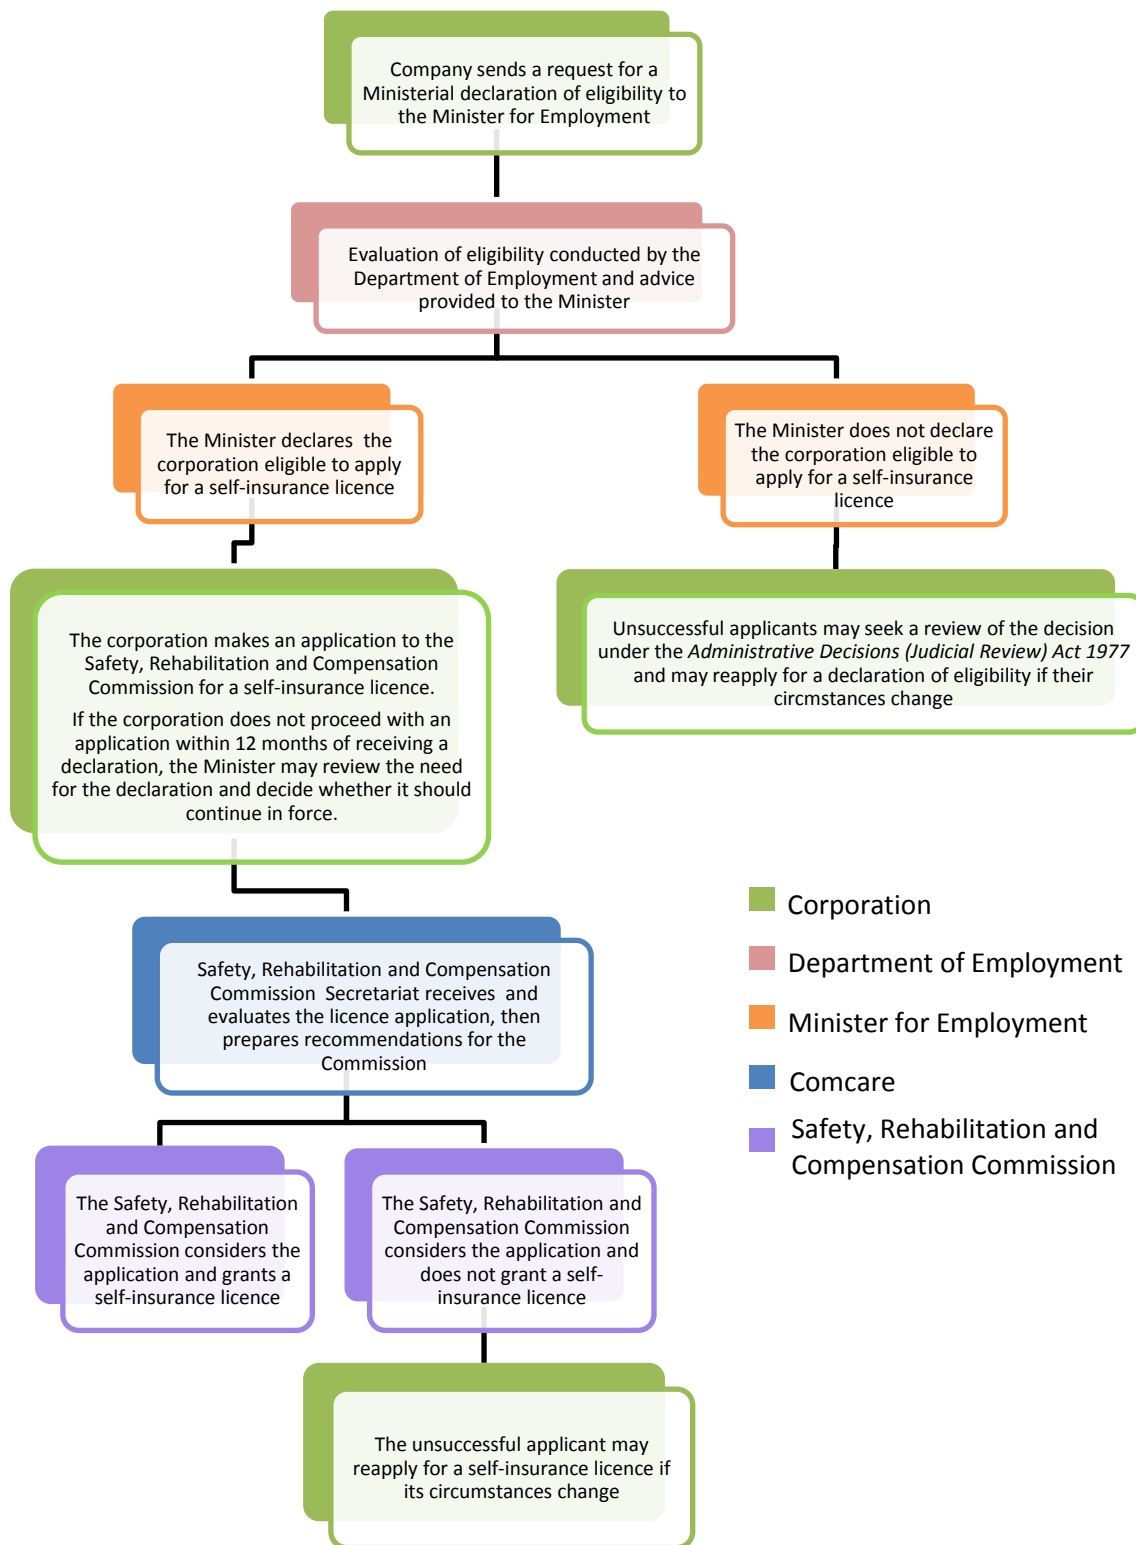 Company sends a request for a
Ministerial declaration of eligibility to
the Minister for Employment
Evaluation of eligibility conducted by the
Department of Employment and advice
provided to the Minister
The Minister declares the
corporation eligible to apply
for a self-insurance licence
The Minister does not declare
the corporation eligible to
apply for a self-insurance
licence
The corporation makes an application to the
Safety, Rehabilitation and Compensation
Commission for a self-insurance licence.
If the corporation does not proceed with an
application within 12 months of receiving a
declaration, the Minister may review the need
for the declaration and decide whether it should
continue in force.
Unsuccessful applicants may seek a review of the decision
under the Administrative Decisions (Judicial Review) Act 1977
and may reapply for a declaration of eligibility if their
circmstances change
Safety, Rehabilitation and Compensation
Commission Secretariat receives and
evaluates the licence application, then
prepares recommendations for the
Commission
The Safety, Rehabilitation
and Compensation
Commission considers the
application and grants a
self-insurance licence
The Safety, Rehabilitation and
Compensation Commission
considers the application and
does not grant a self-
insurance licence
The unsuccessful applicant may
reapply for a self-insurance licence if
its circumstances change
Corporation
Department of Employment
Minister for Employment
Comcare
Safety, Rehabilitation and
Compensation Commission